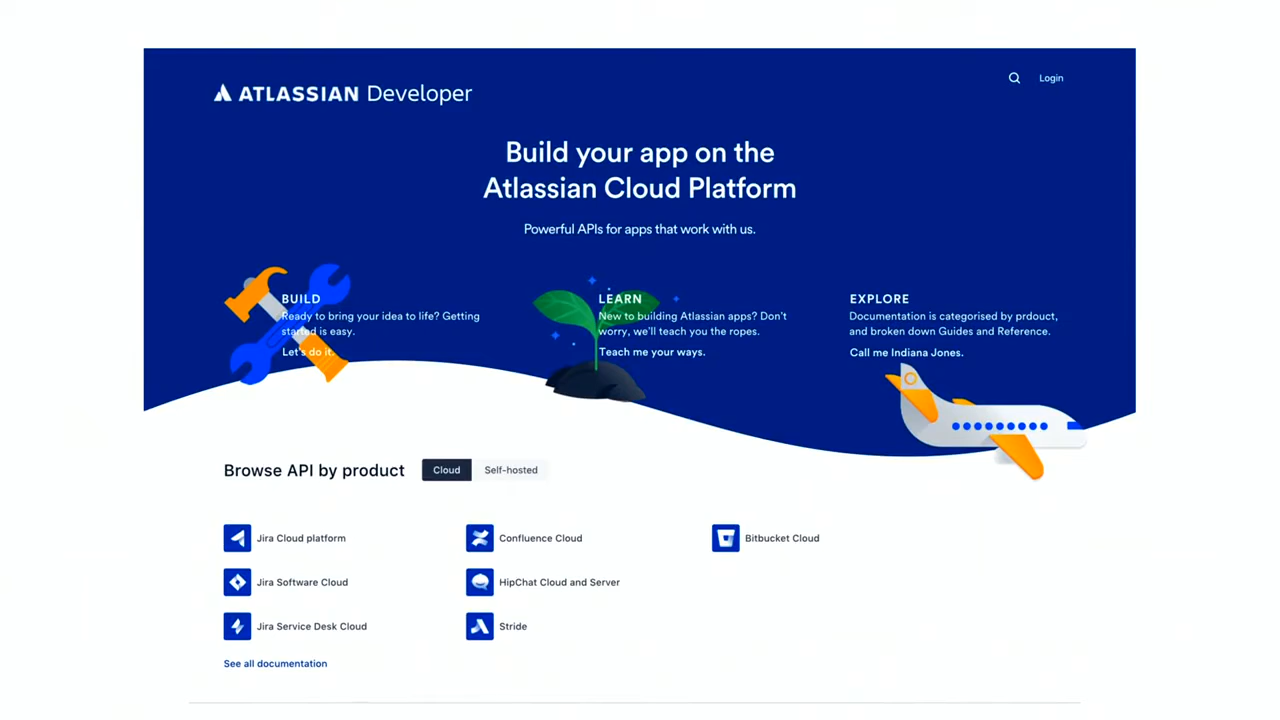 ATLASSIAN Developer
Login
Build your app on the
Atlassian Cloud Platform
Powerful APIs for apps that work with us.
BUILD
Ready to bring your idea to life? Getting
started is easy.
Let's do it.
LEARN
New to building Atlassian apps? Don't
worry, we'll teach you the ropes.
Teach me your ways.
EXPLORE
Documentation is categorised by prdouct,
and broken down Guides and Reference.
Call me Indiana Jones.
Browse API by product
Cloud
Self-hosted
Jira Cloud platform
Confluence Cloud
Bitbucket Cloud
Jira Software Cloud
HipChat Cloud and Server
Jira Service Desk Cloud
Stride
See all documentation